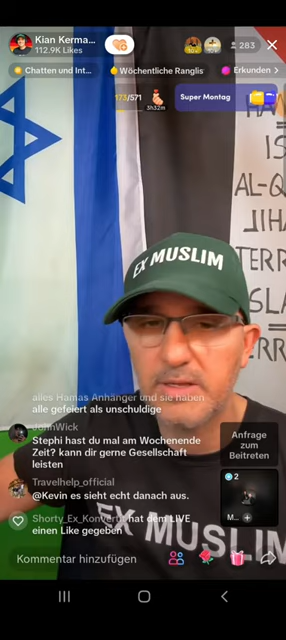 Kian Kerma...
112.9K Likes
283
Chatten und Int...
Wöchentliche Ranglis
Erkunden >
173/571
3h32m
Super Montag
IS
AL-Q
JIHA
TERR
SLA
ERR
EX MUSLIM
alles Hamas Anhänger und sie haben
alle gefeiert als unschuldige
JohnWick
Stephi hast du mal am Wochenende
Zeit? kann dir gerne Gesellschaft
leisten
Travelhelp_official
@Kevin es sieht echt danach aus.
Shorty_Ex_Konvertit hat dem LIVE
einen Like gegeben
Anfrage
zum
Beitreten
2
M...
EX MUSLIM
Kommentar hinzufügen